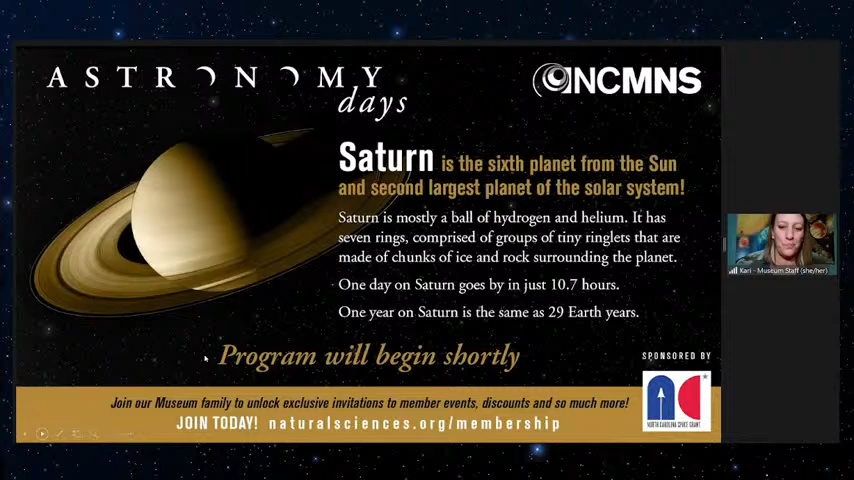 ASTRONOMY
days
NCMNS
Saturn is the sixth planet from the Sun
and second largest planet of the solar system!
Saturn is mostly a ball of hydrogen and helium. It has
seven rings, comprised of groups of tiny ringlets that are
made of chunks of ice and rock surrounding the planet.
One day on Saturn goes by in just 10.7 hours.
One year on Saturn is the same as 29 Earth years.
Kari - Museum Staff (she/her)
Program will begin shortly
SPONSORED BY
NORTH CAROLINA SPACE GRANT
Join our Museum family to unlock exclusive invitations to member events, discounts and so much more!
JOIN TODAY! naturalsciences.org/membership